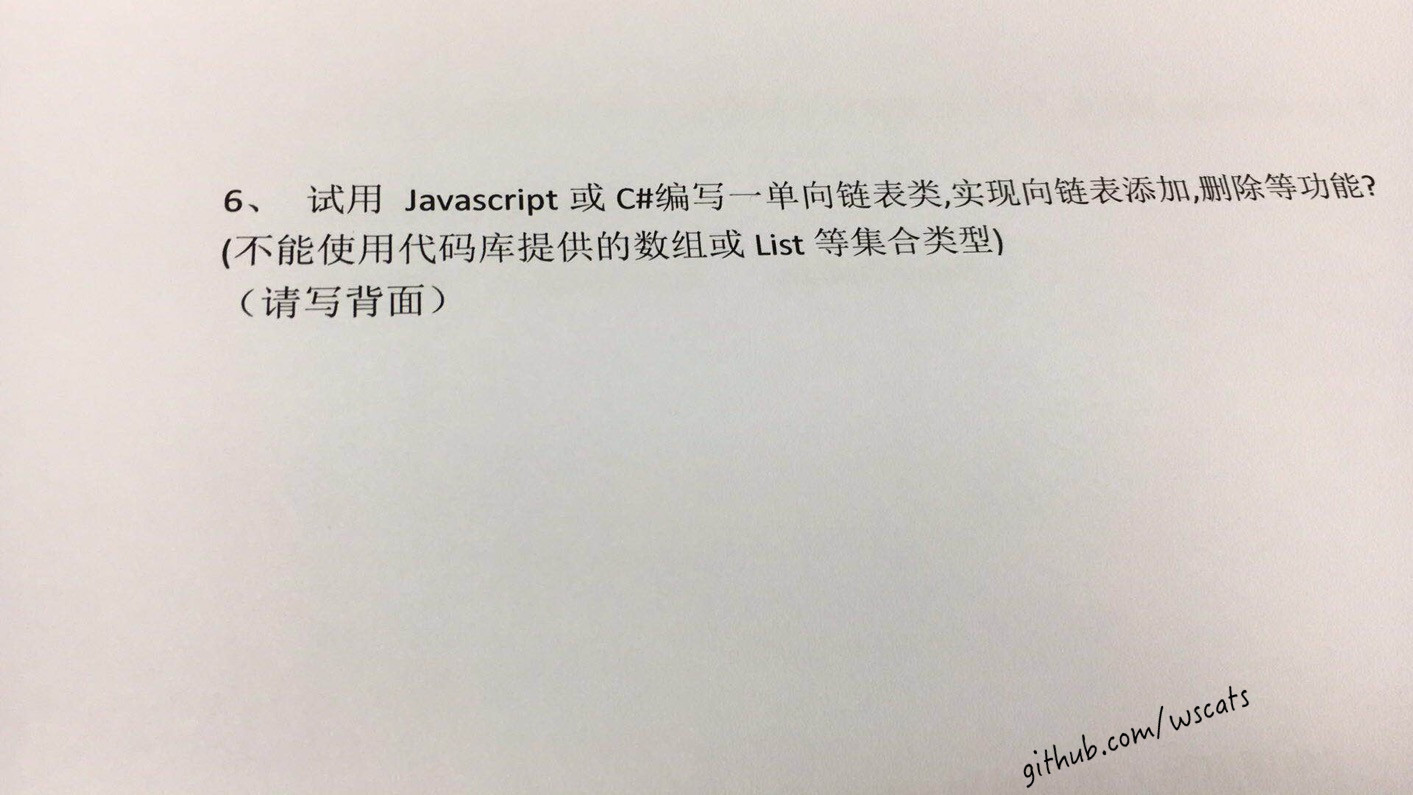 6、 试用 Javascript 或 C#编写一单向链表类,实现向链表添加,删除等功能?
(不能使用代码库提供的数组或 List 等集合类型)
（请写背面）
github.com/wscats